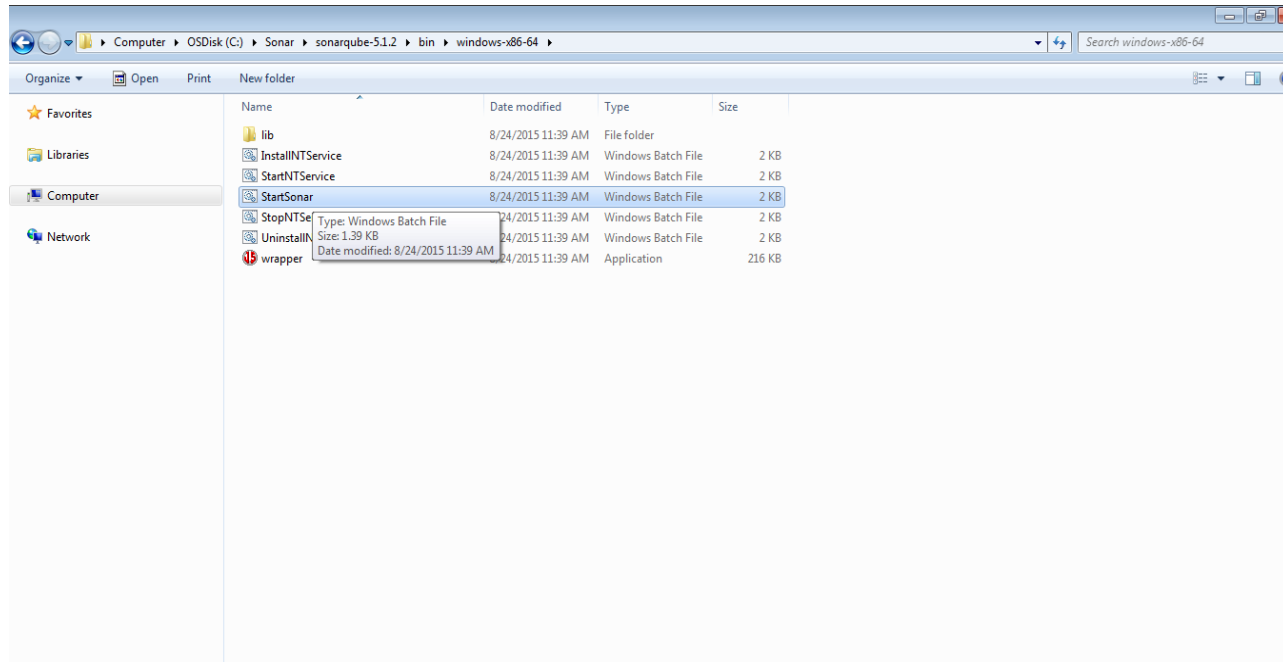 Computer ▸ OSDisk (C:) ▸ Sonar ▸ sonarqube-5.1.2 ▸ bin ▸ windows-x86-64 ▸ Search windows-x86-64
Organize Open Print New folder
Favorites
Libraries
Computer
Network
Name Date modified Type Size
lib 8/24/2015 11:39 AM File folder
InstallNTService 8/24/2015 11:39 AM Windows Batch File 2 KB
StartNTService 8/24/2015 11:39 AM Windows Batch File 2 KB
StartSonar 8/24/2015 11:39 AM Windows Batch File 2 KB
StopNTSe 24/2015 11:39 AM Windows Batch File 2 KB
UninstallN 24/2015 11:39 AM Windows Batch File 2 KB
wrapper 24/2015 11:39 AM Application 216 KB
Type: Windows Batch File
Size: 1.39 KB
Date modified: 8/24/2015 11:39 AM